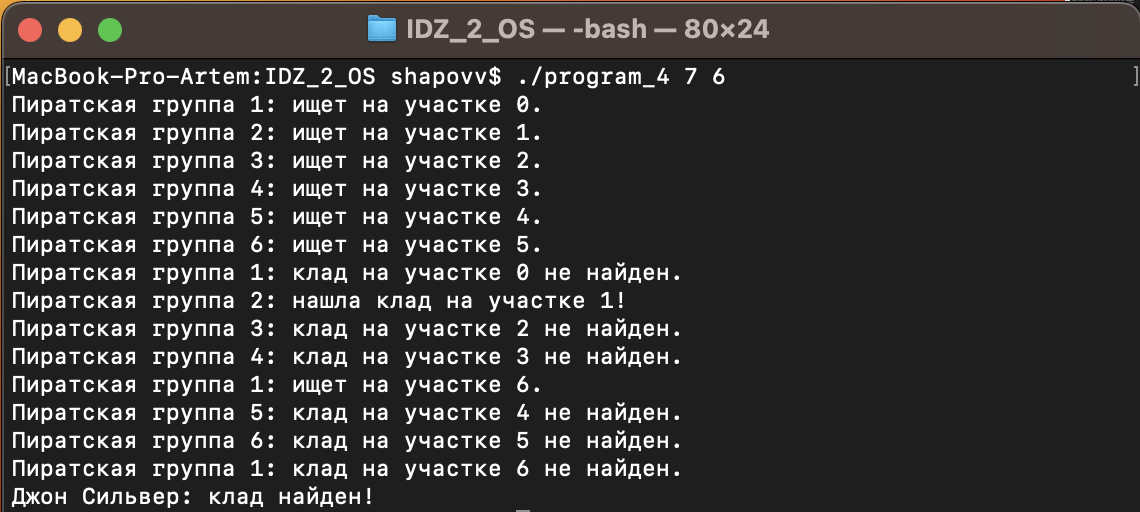 IDZ_2_OS — -bash — 80×24
[MacBook-Pro-Artem:IDZ_2_OS shapovv$ ./program_4 7 6 ]
Пиратская группа 1: ищет на участке 0.
Пиратская группа 2: ищет на участке 1.
Пиратская группа 3: ищет на участке 2.
Пиратская группа 4: ищет на участке 3.
Пиратская группа 5: ищет на участке 4.
Пиратская группа 6: ищет на участке 5.
Пиратская группа 1: клад на участке 0 не найден.
Пиратская группа 2: нашла клад на участке 1!
Пиратская группа 3: клад на участке 2 не найден.
Пиратская группа 4: клад на участке 3 не найден.
Пиратская группа 1: ищет на участке 6.
Пиратская группа 5: клад на участке 4 не найден.
Пиратская группа 6: клад на участке 5 не найден.
Пиратская группа 1: клад на участке 6 не найден.
Джон Сильвер: клад найден!